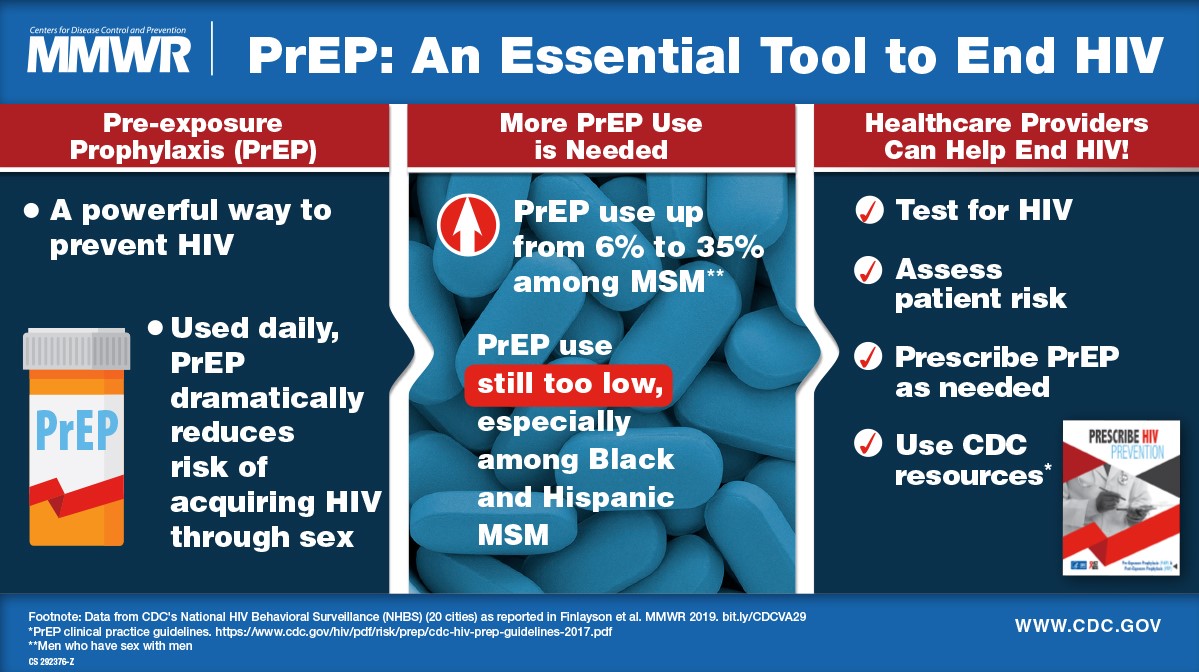 Centers for Disease Control and Prevention
MMWR
PrEP: An Essential Tool to End HIV
Pre-exposure
Prophylaxis (PrEP)
• A powerful way to
prevent HIV
• Used daily,
PrEP
dramatically
reduces
risk of
acquiring HIV
through sex
PrEP
More PrEP Use
is Needed
PrEP use up
from 6% to 35%
among MSM**
PrEP use
still too low,
especially
among Black
and Hispanic
MSM
Healthcare Providers
Can Help End HIV!
Test for HIV
Assess
patient risk
Prescribe PrEP
as needed
Use CDC
resources*
PRESCRIBE HIV
PREVENTION
Footnote: Data from CDC's National HIV Behavioral Surveillance (NHBS) (20 cities) as reported in Finlayson et al. MMWR 2019. bit.ly/CDCVA29
*PrEP clinical practice guidelines. https://www.cdc.gov/hiv/pdf/risk/prep/cdc-hiv-prep-guidelines-2017.pdf
**Men who have sex with men
CS 292376-Z
WWW.CDC.GOV